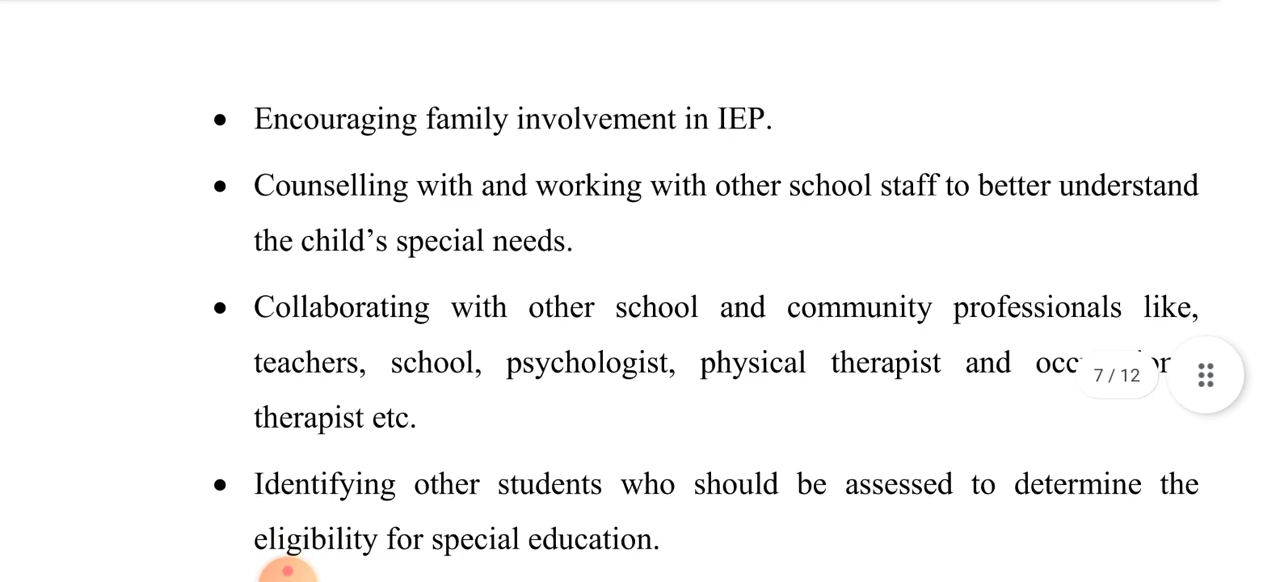 Encouraging family involvement in IEP.
Counselling with and working with other school staff to better understand
the child's special needs.
Collaborating with other school and community professionals like,
teachers, school, psychologist, physical therapist and
7 / 12
therapist etc.
Identifying other students who should be assessed to determine the
eligibility for special education.